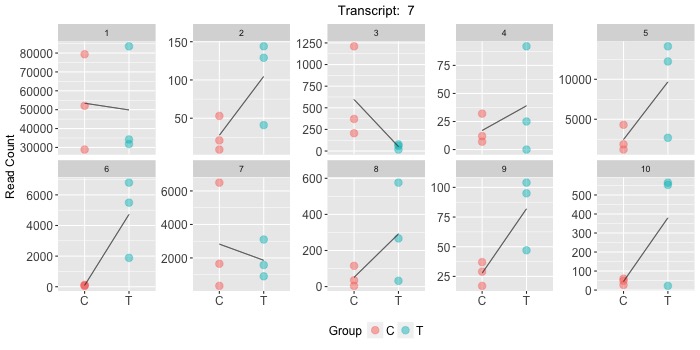 Transcript: 7
1 2 3 4 5
80000 70000 60000 50000 40000 30000
150 100 50
1250 1000 750 500 250 0
75 50 25 0
10000 5000
Read Count
6 7 8 9 10
6000 4000 2000 0
6000 4000 2000
600 400 200 0
100 75 50 25
500 400 300 200 100 0
C T C T C T C T C T
Group C T